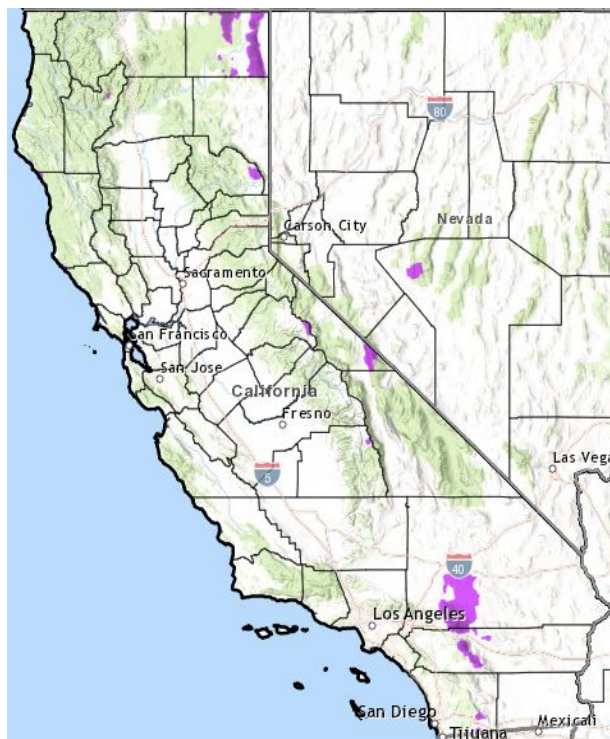 80
Carson City
Nevada
Sacramento
San Francisco
San Jose
California
Fresno
Las Vega
5
40
Los Angeles
San Diego
Mexicali
Tijuana